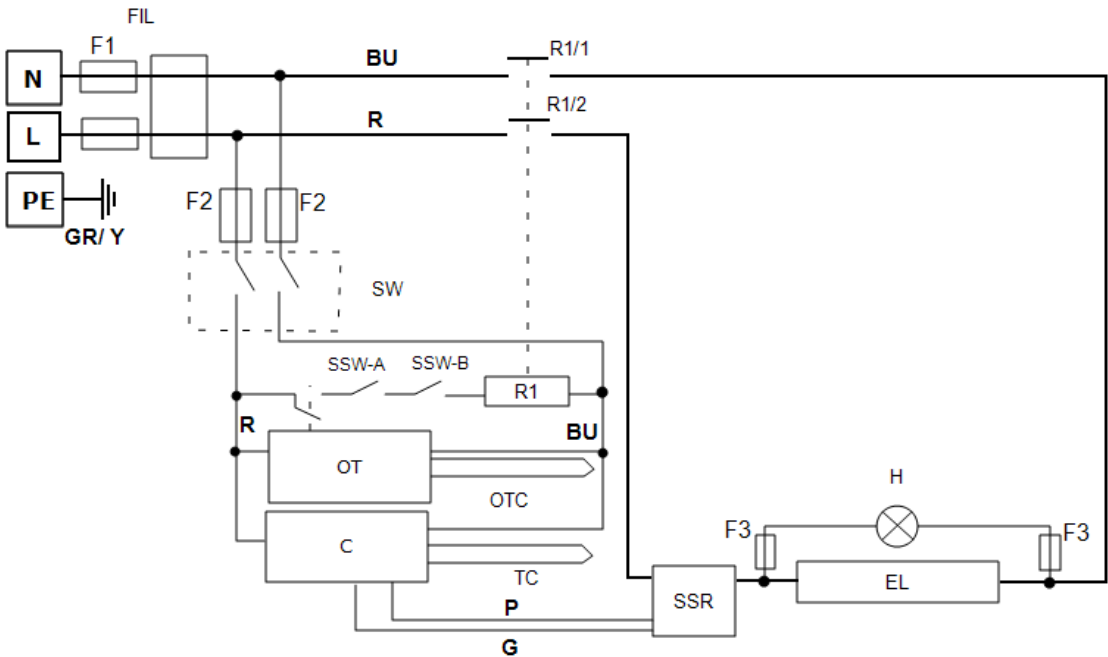 FIL
F1
N
BU
R1/1
R1/2
L
R
PE
GR/ Y
F2
F2
SW
SSW-A
SSW-B
R1
R
BU
OT
OTC
H
C
TC
F3
F3
EL
SSR
P
G